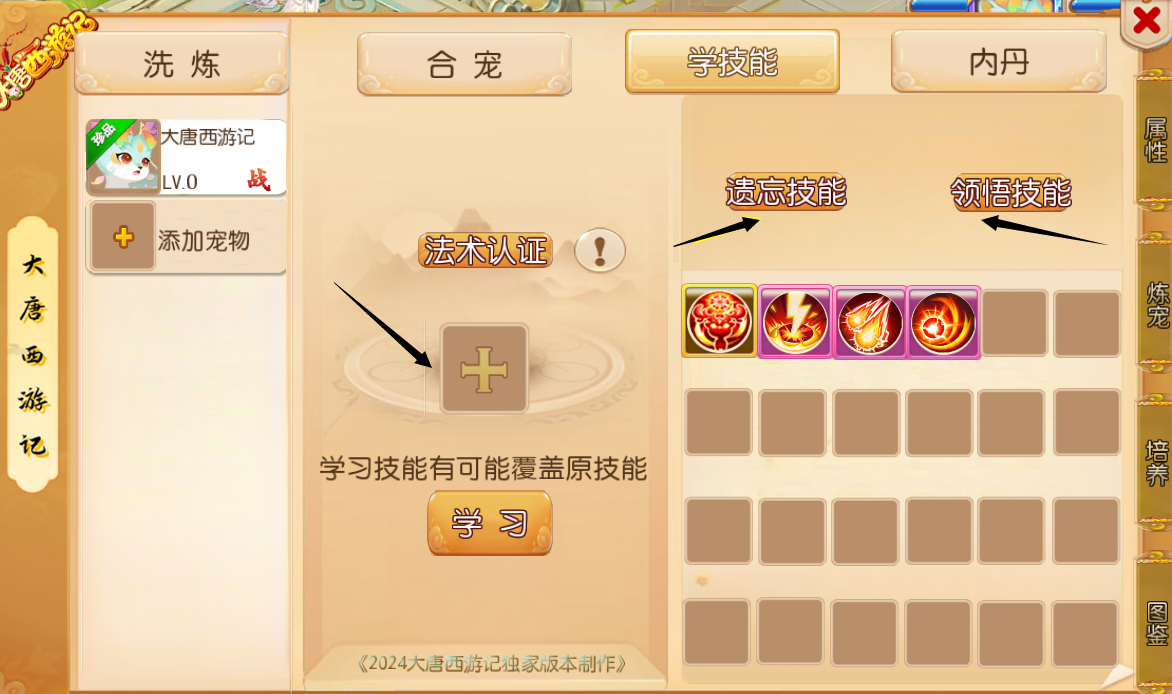 大唐西游记
洗 炼
合 宠
学技能
内丹
珍品
大唐西游记
LV.0
战
添加宠物
大唐西游记
法术认证
!
学习技能有可能覆盖原技能
学 习
《2024大唐西游记独家版本制作》
遗忘技能
领悟技能
属性
炼宠
培养
图鉴